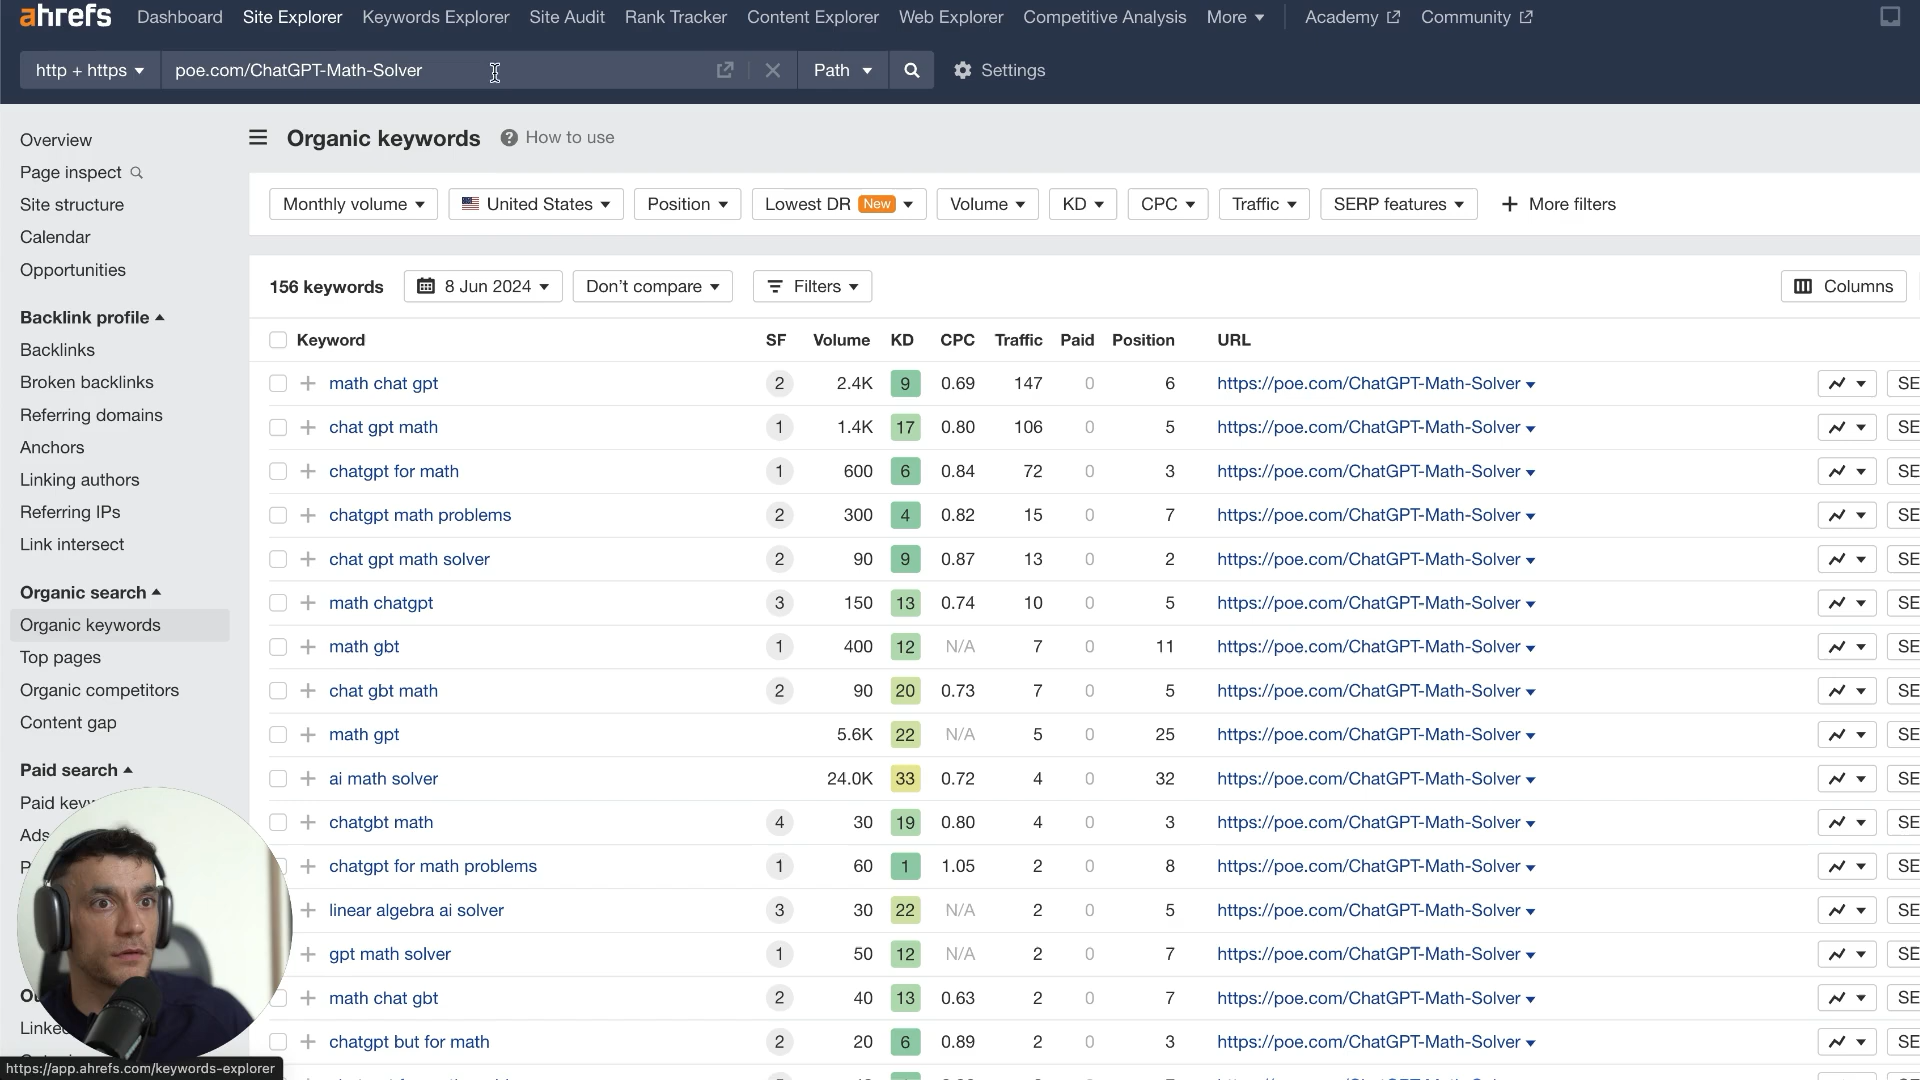 ahrefs Dashboard Site Explorer Keywords Explorer Site Audit Rank Tracker Content Explorer Web Explorer Competitive Analysis More Academy Community
http + https poe.com/ChatGPT-Math-Solver Path Settings
Overview
Page inspect
Site structure
Calendar
Opportunities
Backlink profile
Backlinks
Broken backlinks
Referring domains
Anchors
Linking authors
Referring IPs
Link intersect
Organic search
Organic keywords
Top pages
Organic competitors
Content gap
Paid search
Paid
Ads
Organic keywords ? How to use
Monthly volume United States Position Lowest DR New Volume KD CPC Traffic SERP features + More filters
156 keywords 8 Jun 2024 Don't compare Filters Columns
Keyword SF Volume KD CPC Traffic Paid Position URL
math chat gpt 2 2.4K 9 0.69 147 0 6 https://poe.com/ChatGPT-Math-Solver SE
chat gpt math 1 1.4K 17 0.80 106 0 5 https://poe.com/ChatGPT-Math-Solver SE
chatgpt for math 1 600 6 0.84 72 0 3 https://poe.com/ChatGPT-Math-Solver SE
chatgpt math problems 2 300 4 0.82 15 0 7 https://poe.com/ChatGPT-Math-Solver SE
chat gpt math solver 2 90 9 0.87 13 0 2 https://poe.com/ChatGPT-Math-Solver SE
math chatgpt 3 150 13 0.74 10 0 5 https://poe.com/ChatGPT-Math-Solver SE
math gbt 1 400 12 N/A 7 0 11 https://poe.com/ChatGPT-Math-Solver SE
chat gbt math 2 90 20 0.73 7 0 5 https://poe.com/ChatGPT-Math-Solver SE
math gpt 5.6K 22 N/A 5 0 25 https://poe.com/ChatGPT-Math-Solver SE
ai math solver 24.0K 33 0.72 4 0 32 https://poe.com/ChatGPT-Math-Solver SE
chatgbt math 4 30 19 0.80 4 0 3 https://poe.com/ChatGPT-Math-Solver SE
chatgpt for math problems 1 60 1 1.05 2 0 8 https://poe.com/ChatGPT-Math-Solver SE
linear algebra ai solver 3 30 22 N/A 2 0 5 https://poe.com/ChatGPT-Math-Solver SE
gpt math solver 1 50 12 N/A 2 0 7 https://poe.com/ChatGPT-Math-Solver SE
math chat gbt 2 40 13 0.63 2 0 7 https://poe.com/ChatGPT-Math-Solver SE
chatgpt but for math 2 20 6 0.89 2 0 3 https://poe.com/ChatGPT-Math-Solver SE
https://app.ahrefs.com/keywords-explorer